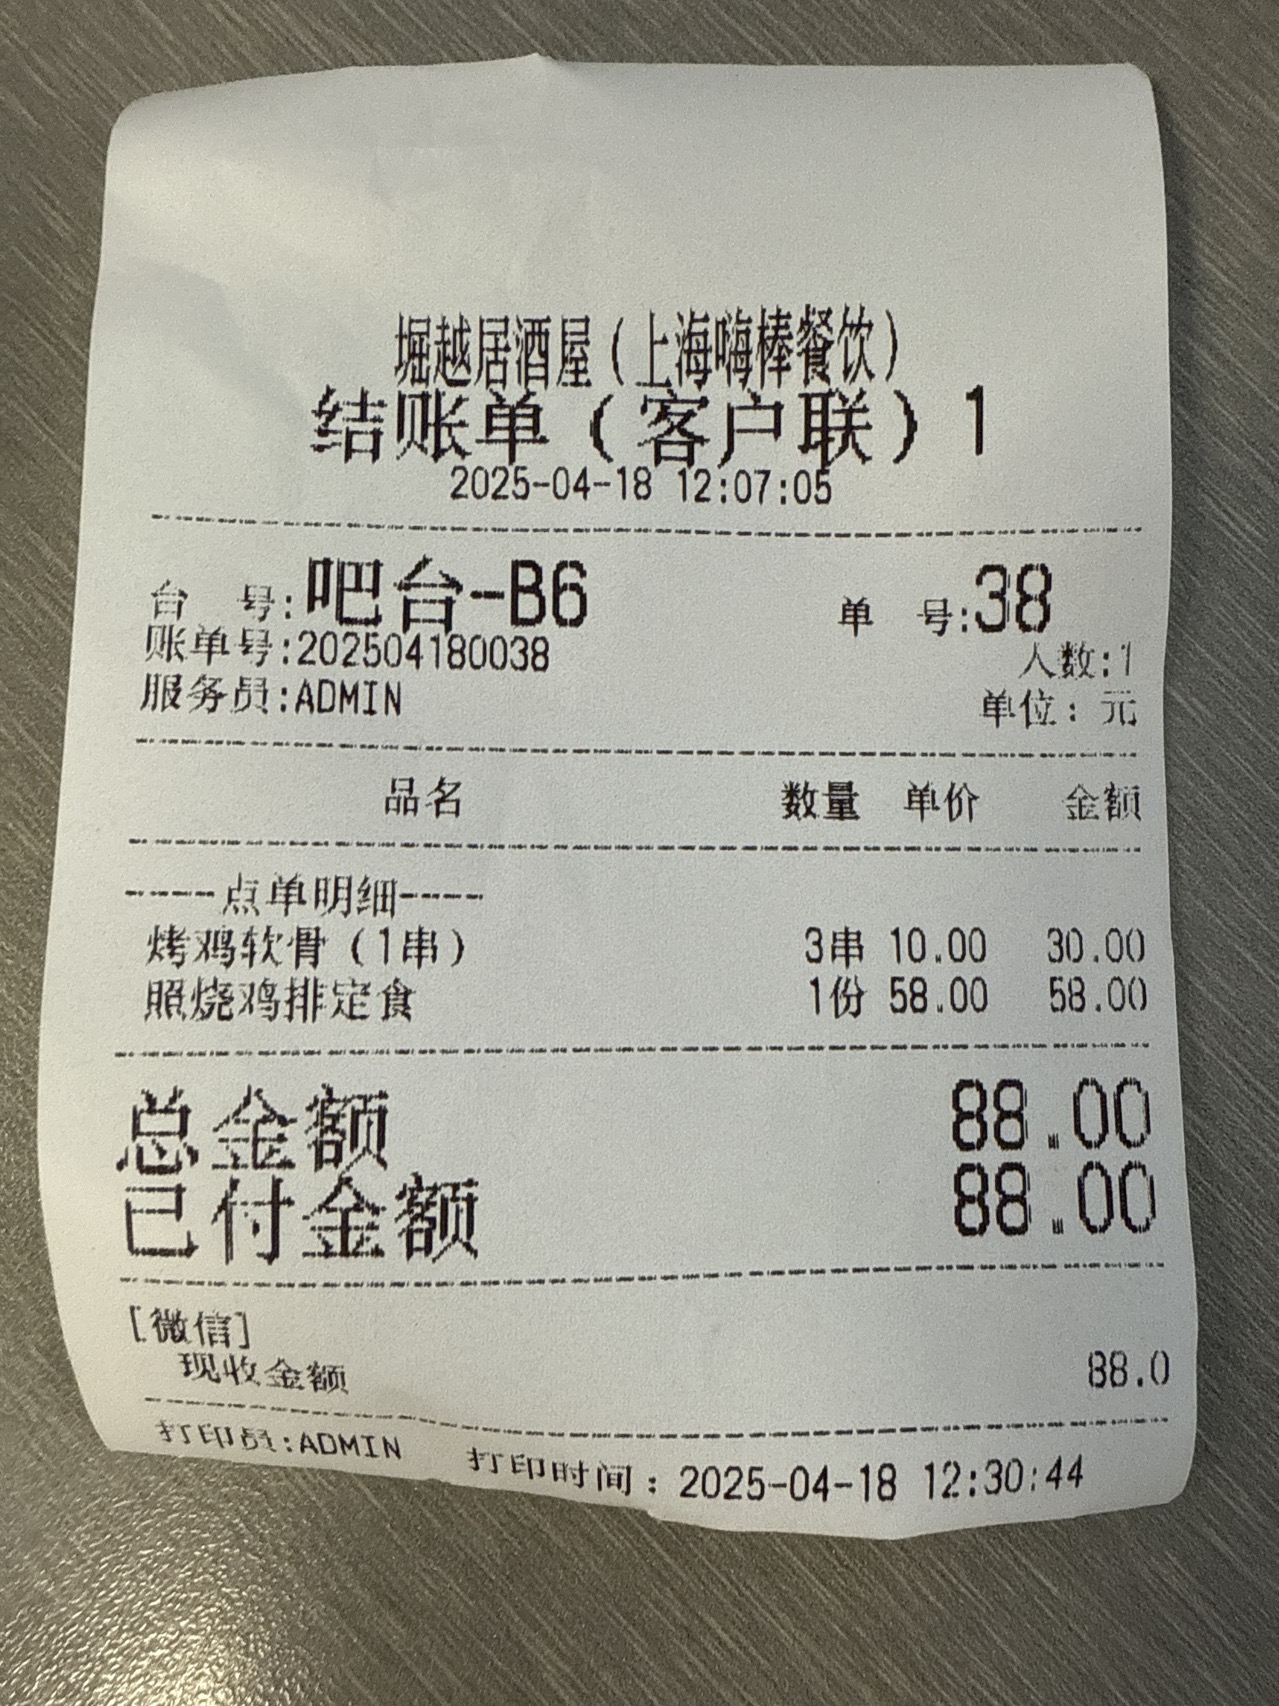 堀越居酒屋（上海嗨棒餐饮）
结账单（客户联）1
2025-04-18 12:07:05
台 号:吧台-B6 单 号:38
账单号:202504180038 人数:1
服务员:ADMIN 单位：元
品名 数量 单价 金额
-----点单明细-----
烤鸡软骨（1串） 3串 10.00 30.00
照烧鸡排定食 1份 58.00 58.00
总金额 88.00
已付金额 88.00
[微信]
现收金额 88.0
打印员:ADMIN 打印时间：2025-04-18 12:30:44